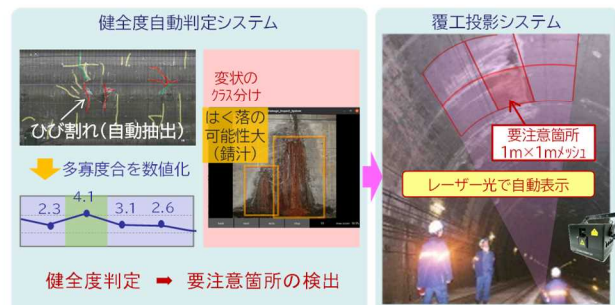 健全度自動判定システム
ひび割れ(自動抽出)
多寡度合を数値化
2.3
4.1
3.1
2.6
変状の
クラス分け
はく落の
可能性大
(錆汁)
健全度判定 ➡ 要注意箇所の検出
覆工投影システム
要注意箇所
1m×1mメッシュ
レーザー光で自動表示